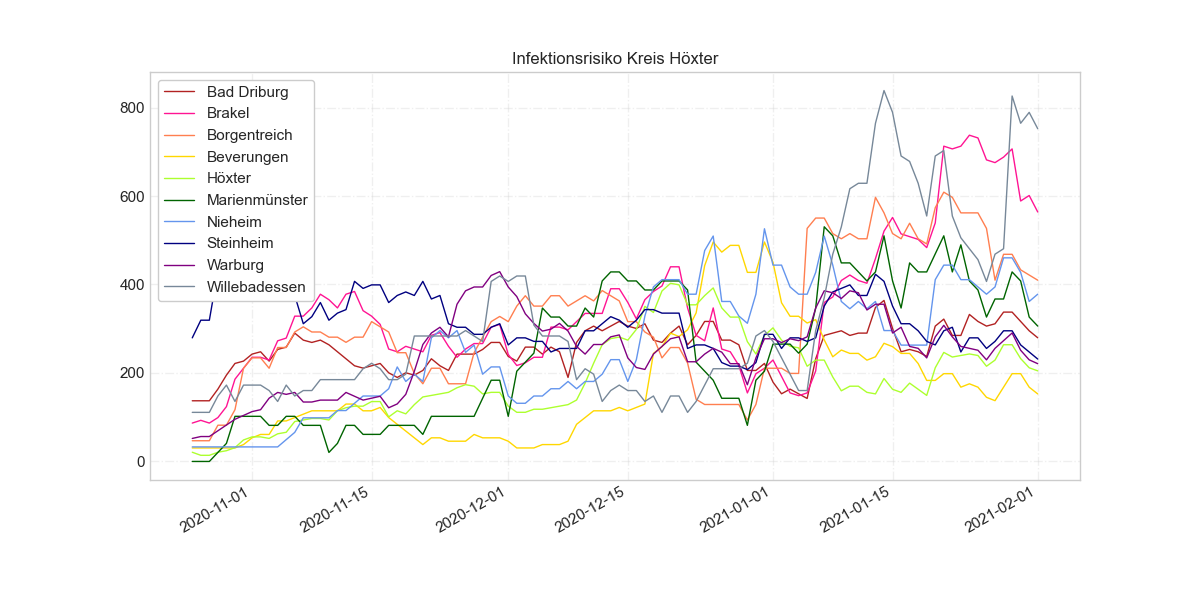 Infektionsrisiko Kreis Höxter
Bad Driburg
Brakel
Borgentreich
Beverungen
Höxter
Marienmünster
Nieheim
Steinheim
Warburg
Willebadessen
800
600
400
200
0
2020-11-01
2020-11-15
2020-12-01
2020-12-15
2021-01-01
2021-01-15
2021-02-01